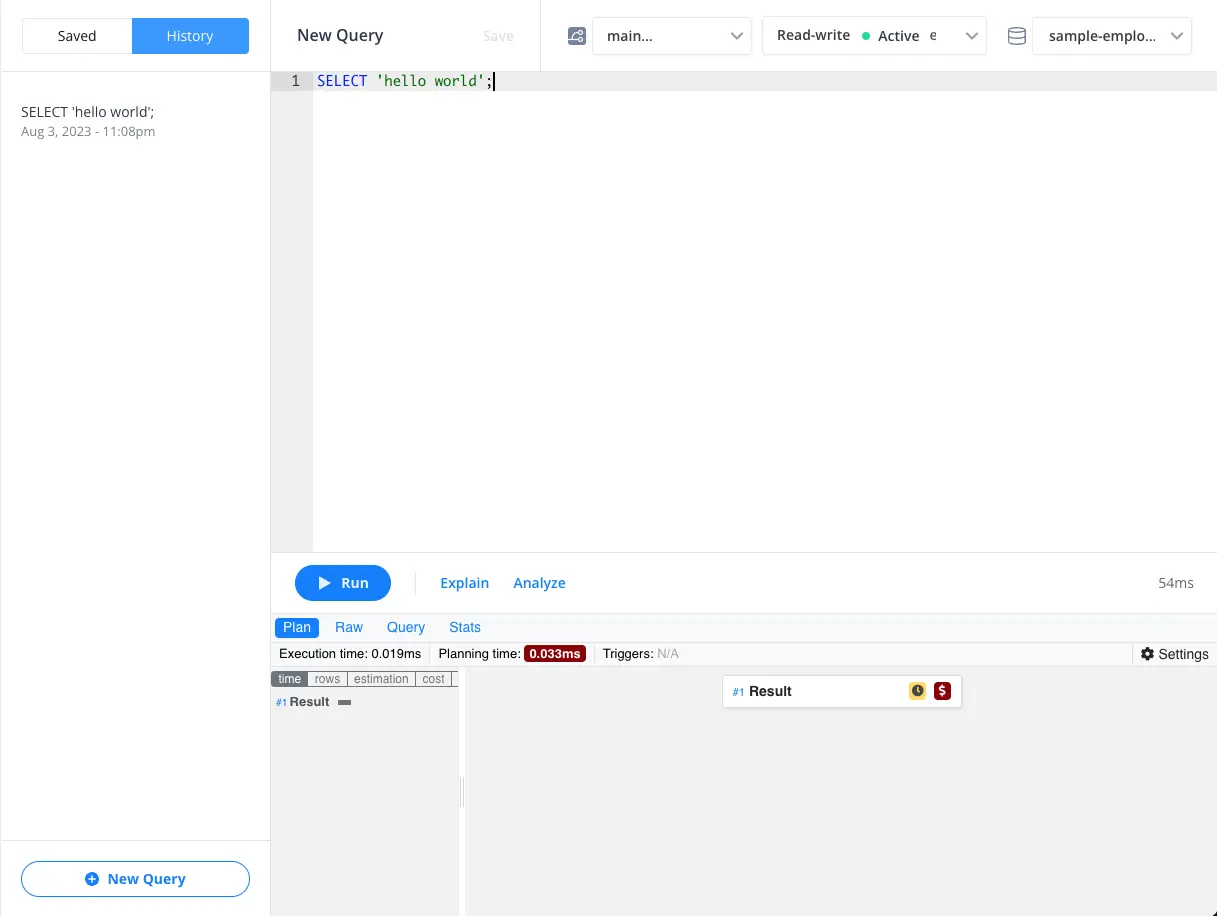 Saved History
New Query Save main... Read-write Active e sample-emplo...
SELECT 'hello world';
Aug 3, 2023 - 11:08pm
1 SELECT 'hello world';
Run Explain Analyze 54ms
Plan Raw Query Stats
Execution time: 0.019ms Planning time: 0.033ms Triggers: N/A Settings
time rows estimation cost
#1 Result
#1 Result $
New Query